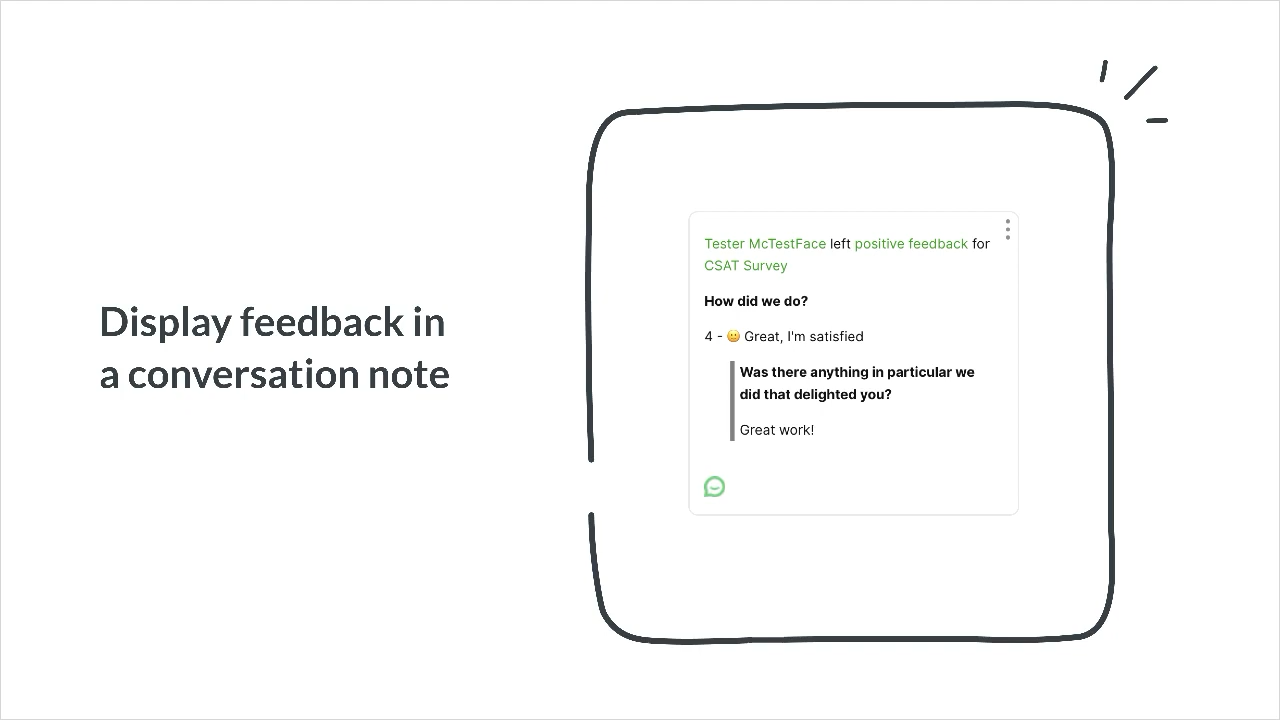 Display feedback in
a conversation note
Tester McTestFace left positive feedback for
CSAT Survey
How did we do?
4 - 🙂 Great, I'm satisfied
Was there anything in particular we
did that delighted you?
Great work!